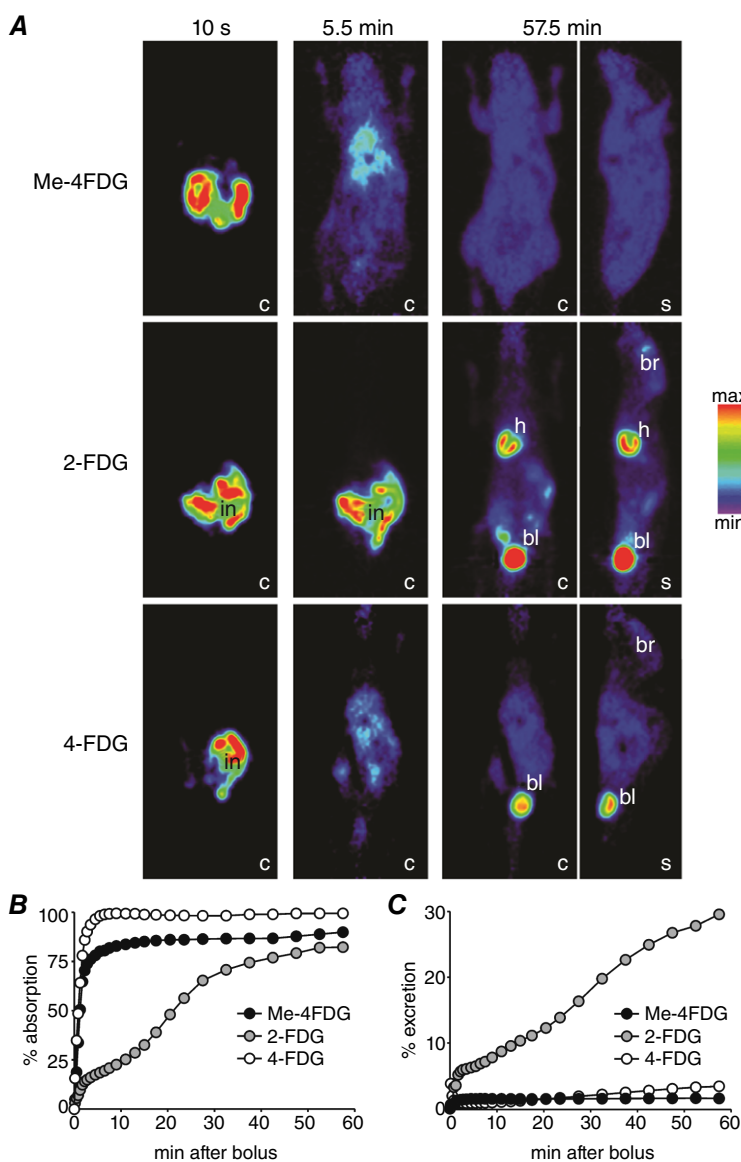 A
10 s 5.5 min 57.5 min
Me-4FDG
c c c s
br
h h
2-FDG
max
min
in in
bl bl
c c c s
br
4-FDG
in
bl bl
c c c s
B C
100
75
50
25
0
% absorption
Me-4FDG
2-FDG
4-FDG
0 10 20 30 40 50 60
min after bolus
30
20
10
0
% excretion
Me-4FDG
2-FDG
4-FDG
0 10 20 30 40 50 60
min after bolus